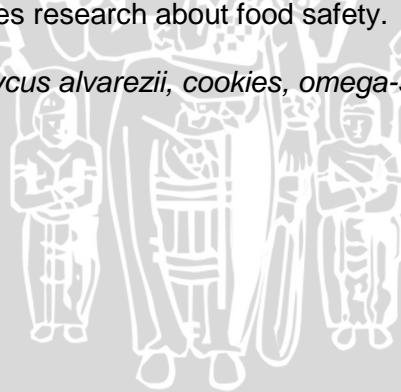 es research about food safety.
ycus alvarezii, cookies, omega-